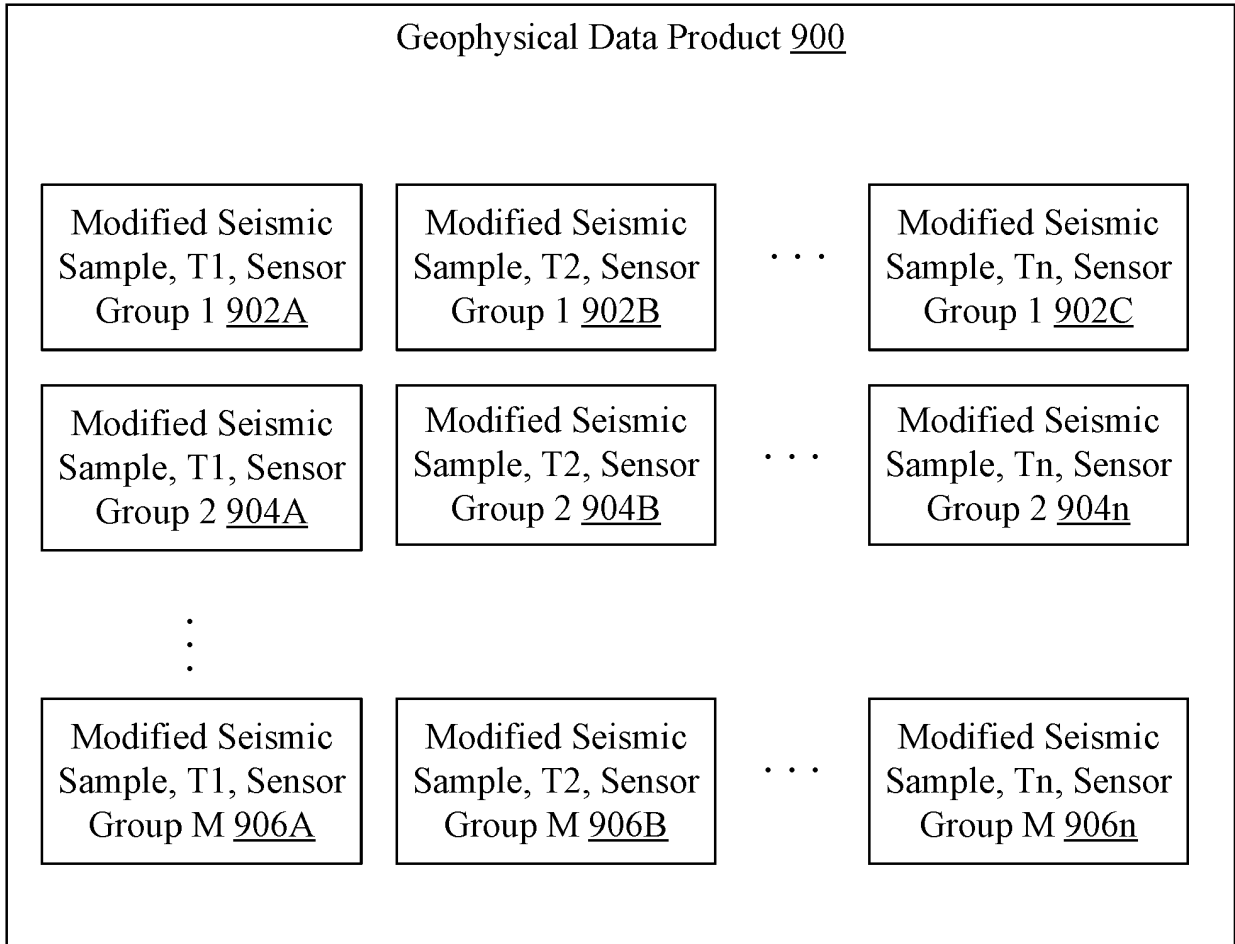 Geophysical Data Product 900
Modified Seismic
Sample, T1, Sensor
Group 1 902A
Modified Seismic
Sample, T2, Sensor
Group 1 902B
. . .
Modified Seismic
Sample, Tn, Sensor
Group 1 902C
Modified Seismic
Sample, T1, Sensor
Group 2 904A
Modified Seismic
Sample, T2, Sensor
Group 2 904B
. . .
Modified Seismic
Sample, Tn, Sensor
Group 2 904n
.
.
.
Modified Seismic
Sample, T1, Sensor
Group M 906A
Modified Seismic
Sample, T2, Sensor
Group M 906B
. . .
Modified Seismic
Sample, Tn, Sensor
Group M 906n